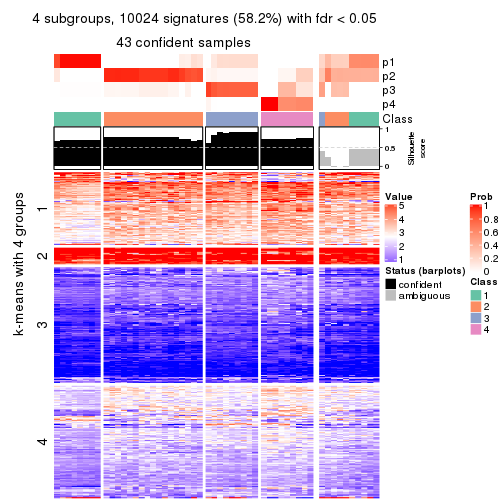 4 subgroups, 10024 signatures (58.2%) with fdr < 0.05
43 confident samples
p1
p2
p3
p4
Class
1
0.5
0
Silhouette
score
k-means with 4 groups
1
2
3
4
Value
5
4
3
2
1
Status (barplots)
confident
ambiguous
Prob
1
0.8
0.6
0.4
0.2
0
Class
1
2
3
4